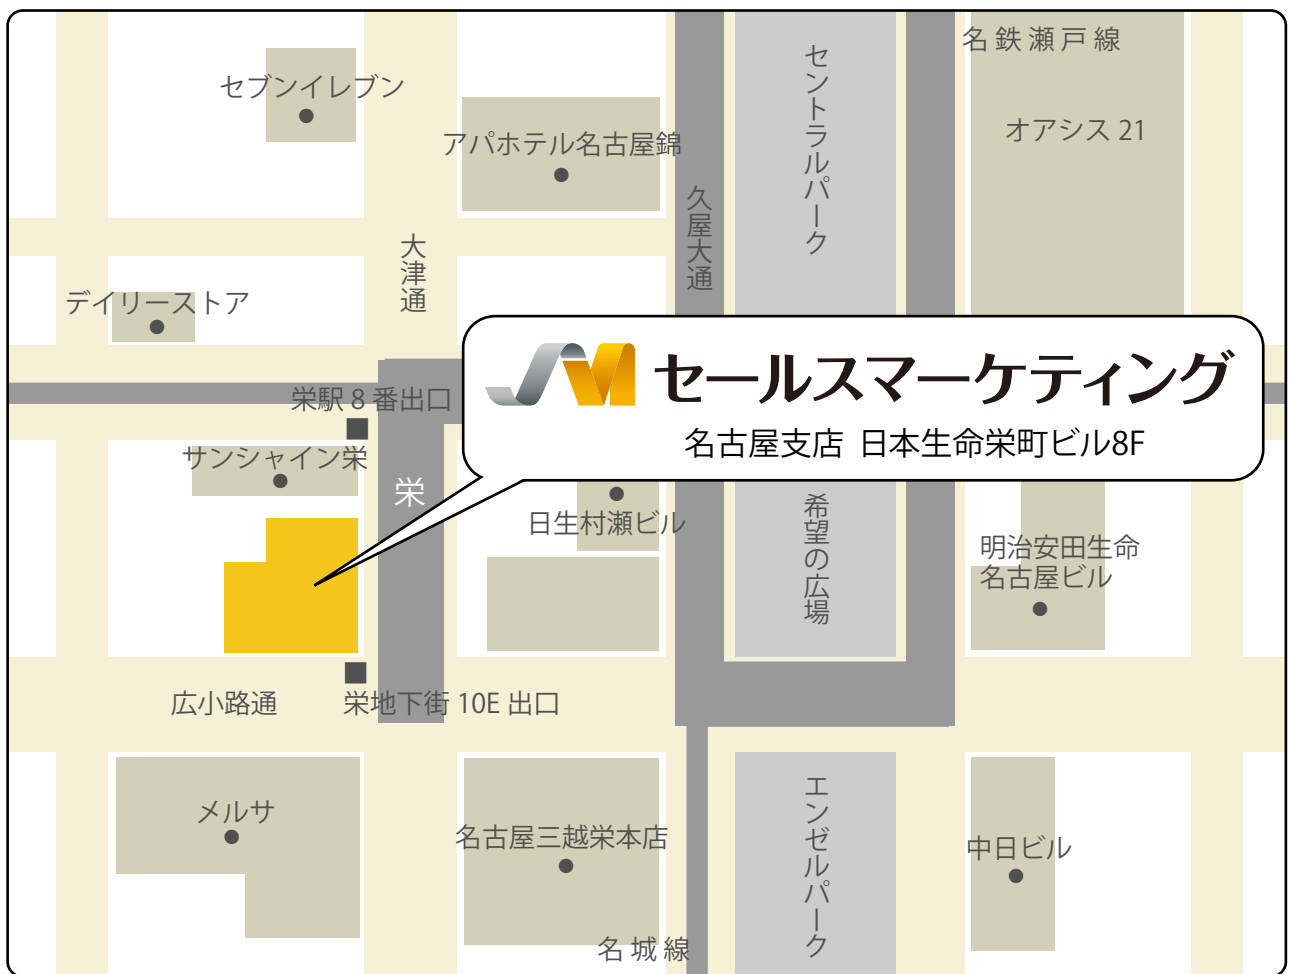 名鉄瀬戸線
セブンイレブン
セントラルパーク
オアシス 21
アパホテル名古屋錦
久屋大通
大津通
デイリーストア
セールスマーケティング
名古屋支店 日本生命栄町ビル8F
栄駅 8 番出口
サンシャイン栄
栄
日生村瀬ビル
希望の広場
明治安田生命
名古屋ビル
広小路通
栄地下街 10E 出口
メルサ
名古屋三越栄本店
エンゼルパーク
中日ビル
名城線